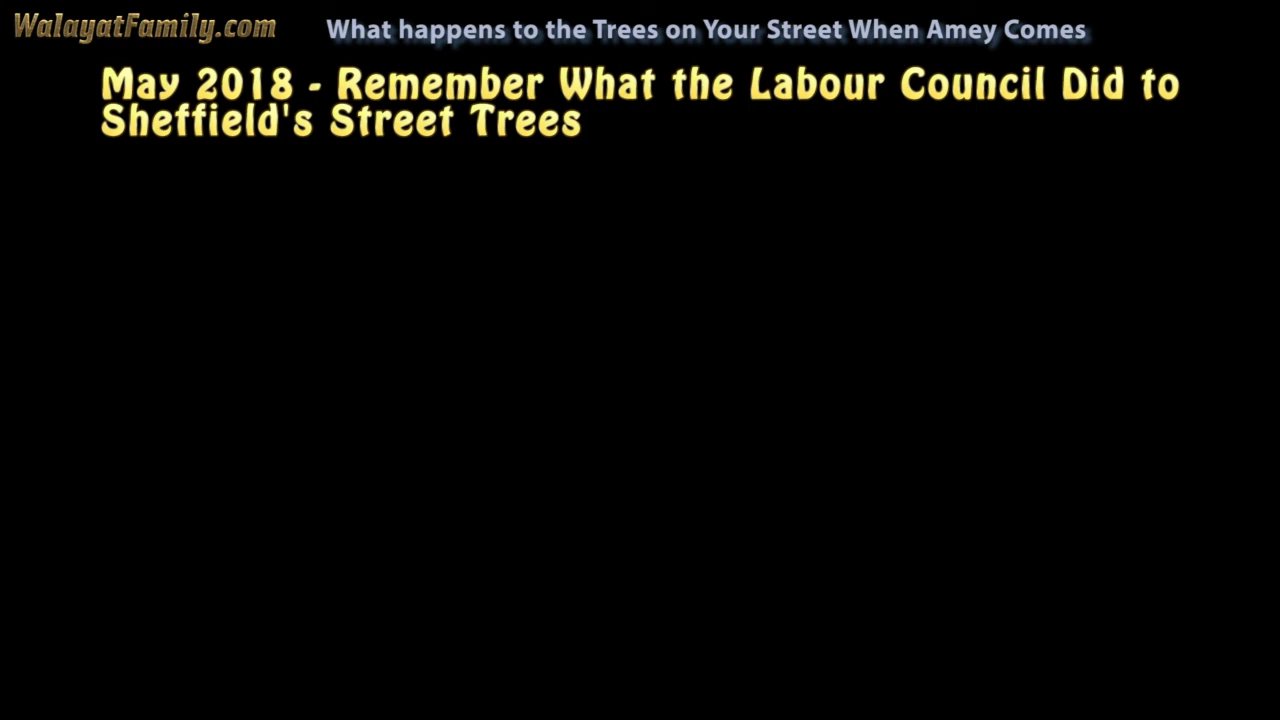 WalayatFamily.com
What happens to the Trees on Your Street When Amey Comes
May 2018 - Remember What the Labour Council Did to
Sheffield's Street Trees